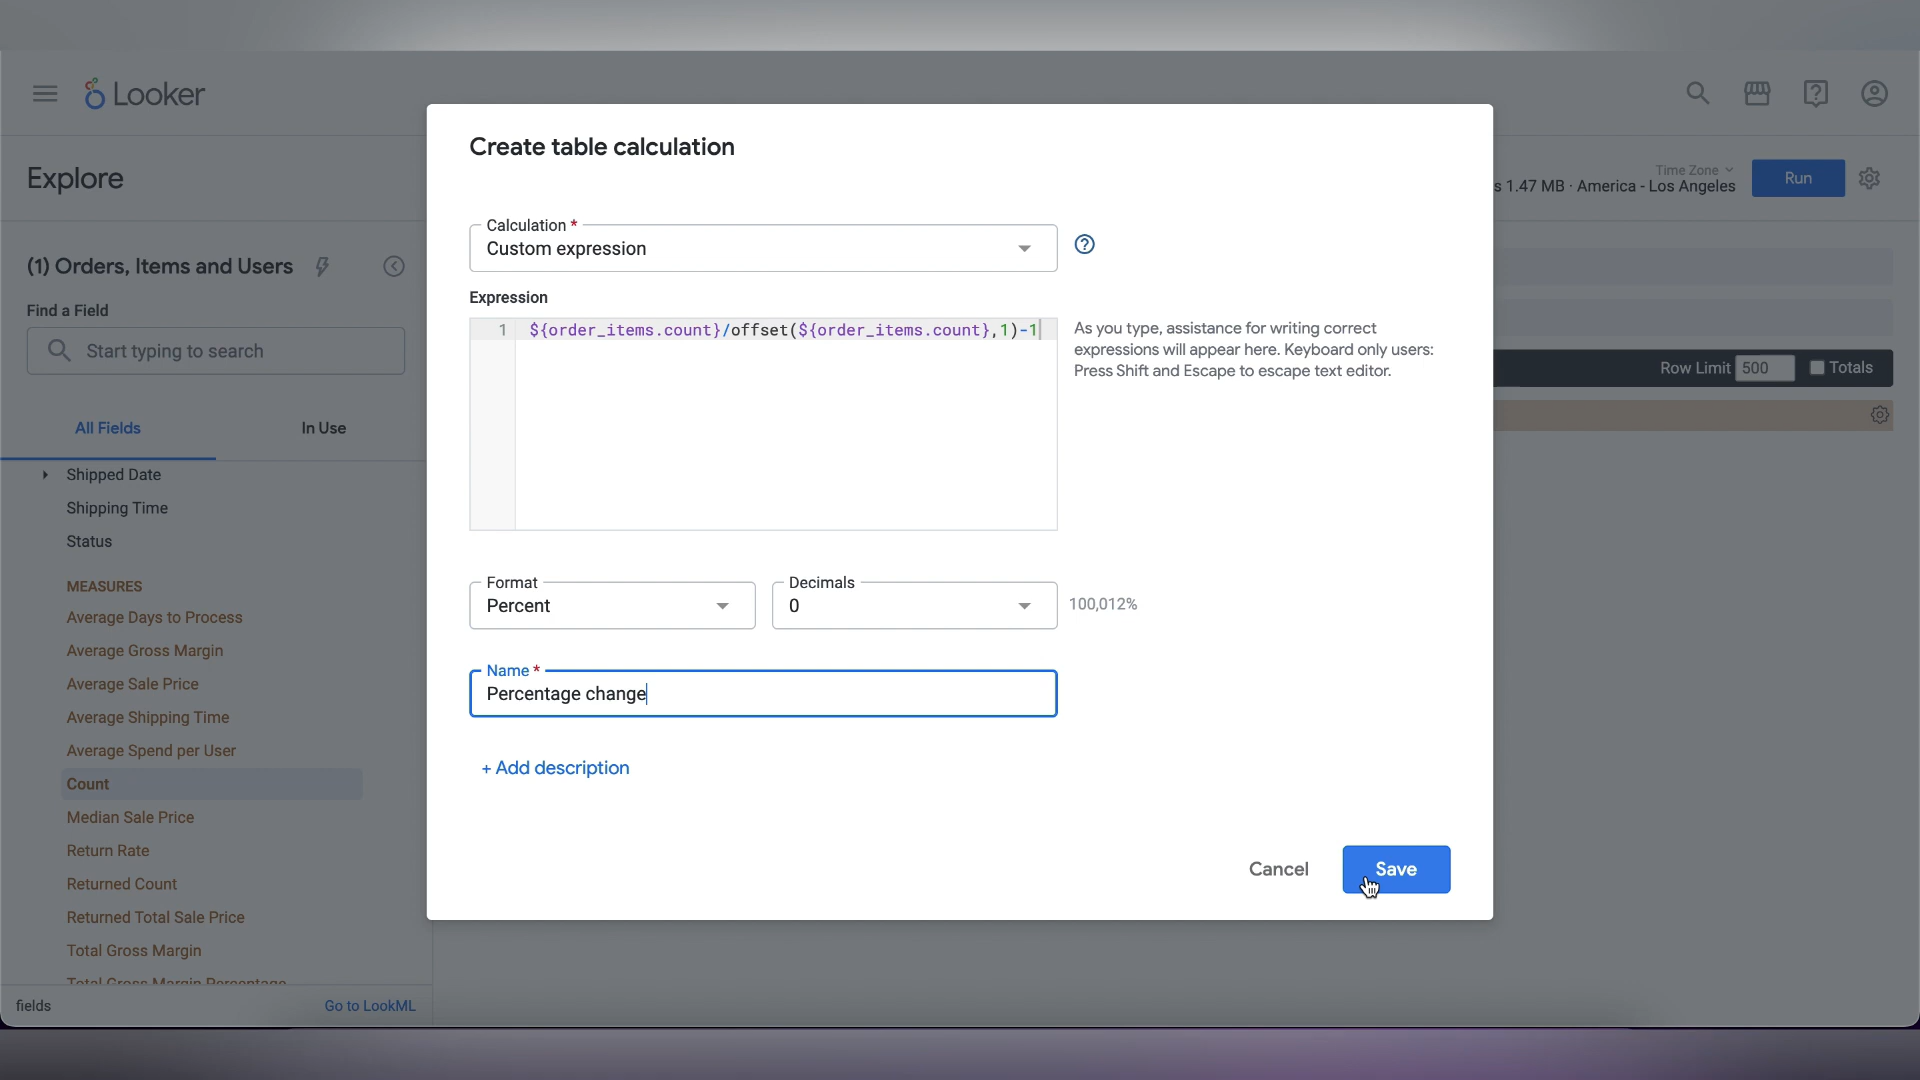 Looker
Explore
Time Zone
s 1.47 MB · America - Los Angeles
Run
(1) Orders, Items and Users
Find a Field
Start typing to search
All Fields
In Use
Shipped Date
Shipping Time
Status
MEASURES
Average Days to Process
Average Gross Margin
Average Sale Price
Average Shipping Time
Average Spend per User
Count
Median Sale Price
Return Rate
Returned Count
Returned Total Sale Price
Total Gross Margin
Total Gross Margin Percentage
fields
Go to LookML
Create table calculation
Calculation *
Custom expression
Expression
1 ${order_items.count}/offset(${order_items.count},1)-1
As you type, assistance for writing correct
expressions will appear here. Keyboard only users:
Press Shift and Escape to escape text editor.
Format
Percent
Decimals
0
100,012%
Name *
Percentage change
+ Add description
Cancel
Save
Row Limit 500
Totals